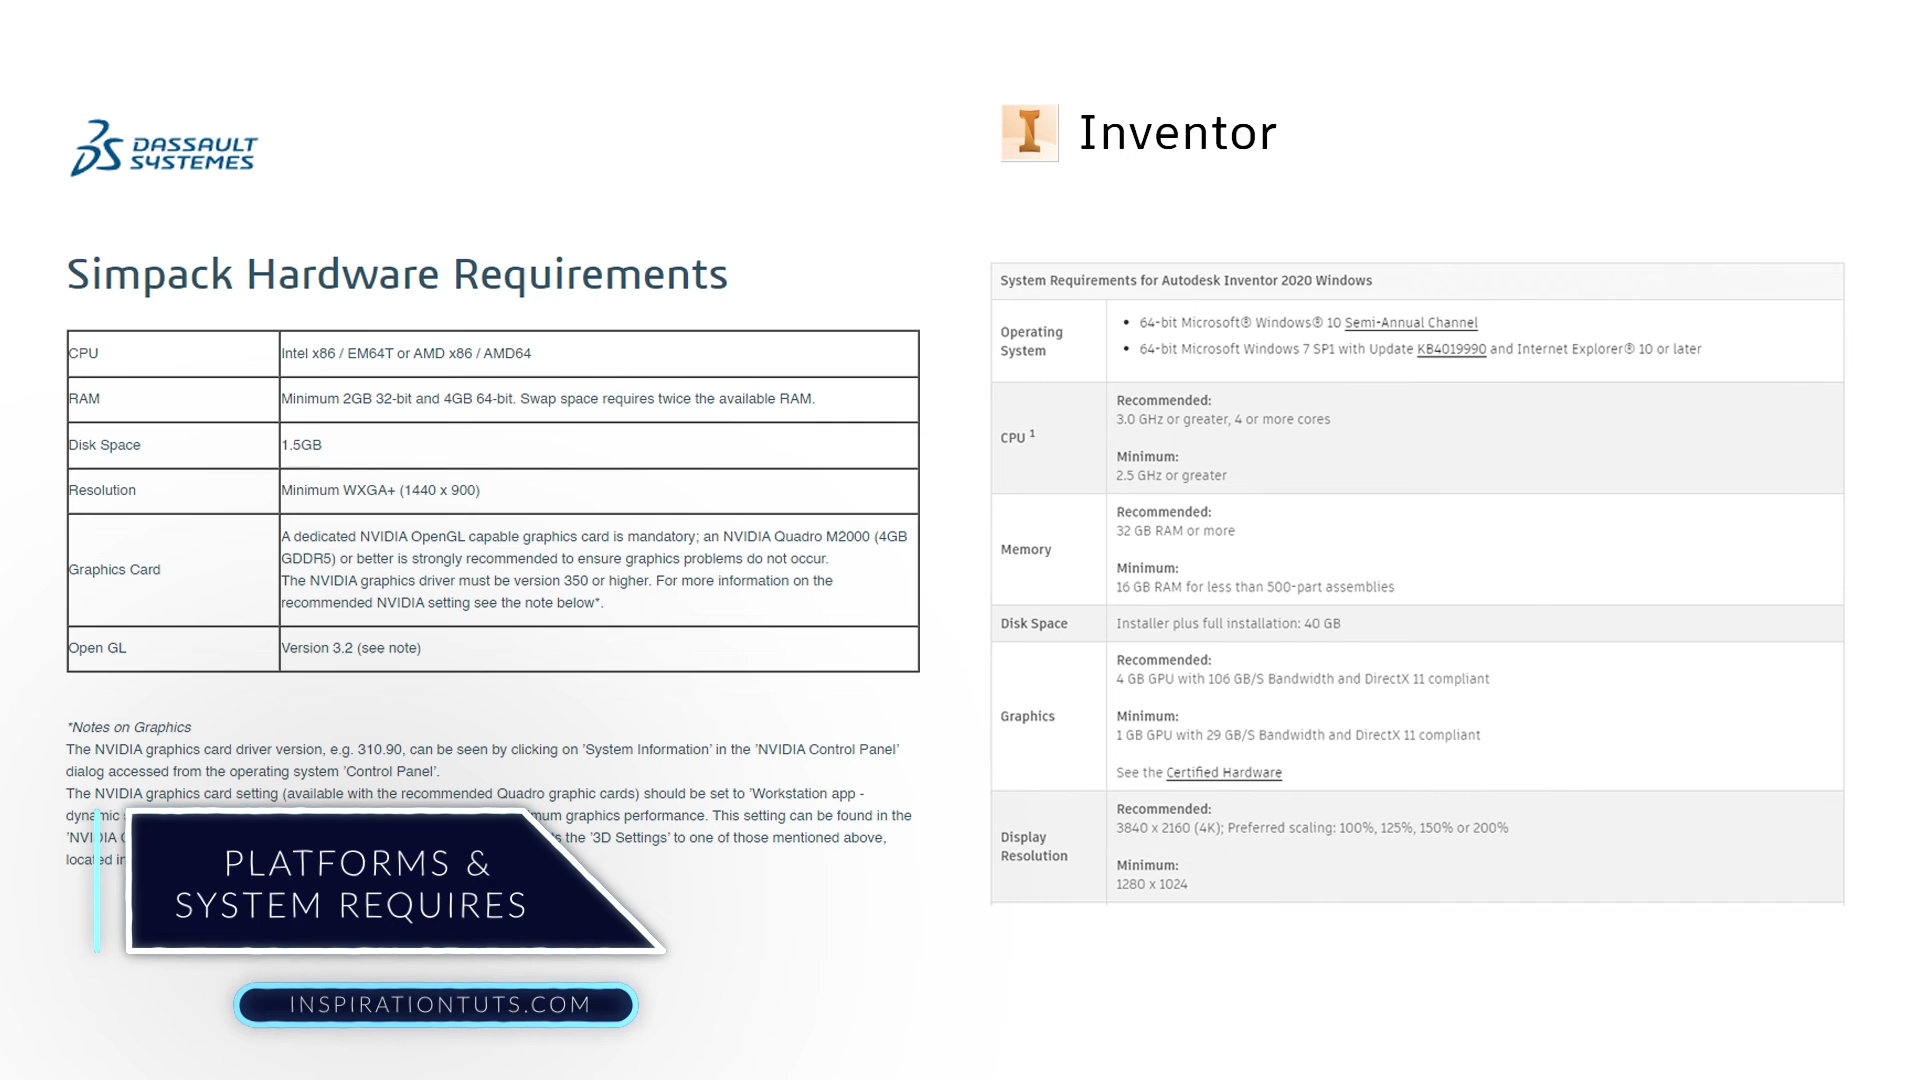 DASSAULT
SYSTEMES
Simpack Hardware Requirements
CPU
Intel x86 / EM64T or AMD x86 / AMD64
RAM
Minimum 2GB 32-bit and 4GB 64-bit. Swap space requires twice the available RAM.
Disk Space
1.5GB
Resolution
Minimum WXGA+ (1440 x 900)
Graphics Card
A dedicated NVIDIA OpenGL capable graphics card is mandatory; an NVIDIA Quadro M2000 (4GB
GDDR5) or better is strongly recommended to ensure graphics problems do not occur.
The NVIDIA graphics driver must be version 350 or higher. For more information on the
recommended NVIDIA setting see the note below*.
Open GL
Version 3.2 (see note)
*Notes on Graphics
The NVIDIA graphics card driver version, e.g. 310.90, can be seen by clicking on 'System Information' in the 'NVIDIA Control Panel'
dialog accessed from the operating system 'Control Panel'.
The NVIDIA graphics card setting (available with the recommended Quadro graphic cards) should be set to 'Workstation app -
dynamic graphics performance. This setting can be found in the
'NVIDIA the '3D Settings' to one of those mentioned above,
located in
PLATFORMS &
SYSTEM REQUIRES
INSPIRATIONTUTS.COM
Inventor
System Requirements for Autodesk Inventor 2020 Windows
Operating
System
• 64-bit Microsoft® Windows® 10 Semi-Annual Channel
• 64-bit Microsoft Windows 7 SP1 with Update KB4019990 and Internet Explorer® 10 or later
CPU 1
Recommended:
3.0 GHz or greater, 4 or more cores
Minimum:
2.5 GHz or greater
Memory
Recommended:
32 GB RAM or more
Minimum:
16 GB RAM for less than 500-part assemblies
Disk Space
Installer plus full installation: 40 GB
Graphics
Recommended:
4 GB GPU with 106 GB/S Bandwidth and DirectX 11 compliant
Minimum:
1 GB GPU with 29 GB/S Bandwidth and DirectX 11 compliant
See the Certified Hardware
Display
Resolution
Recommended:
3840 x 2160 (4K); Preferred scaling: 100%, 125%, 150% or 200%
Minimum:
1280 x 1024